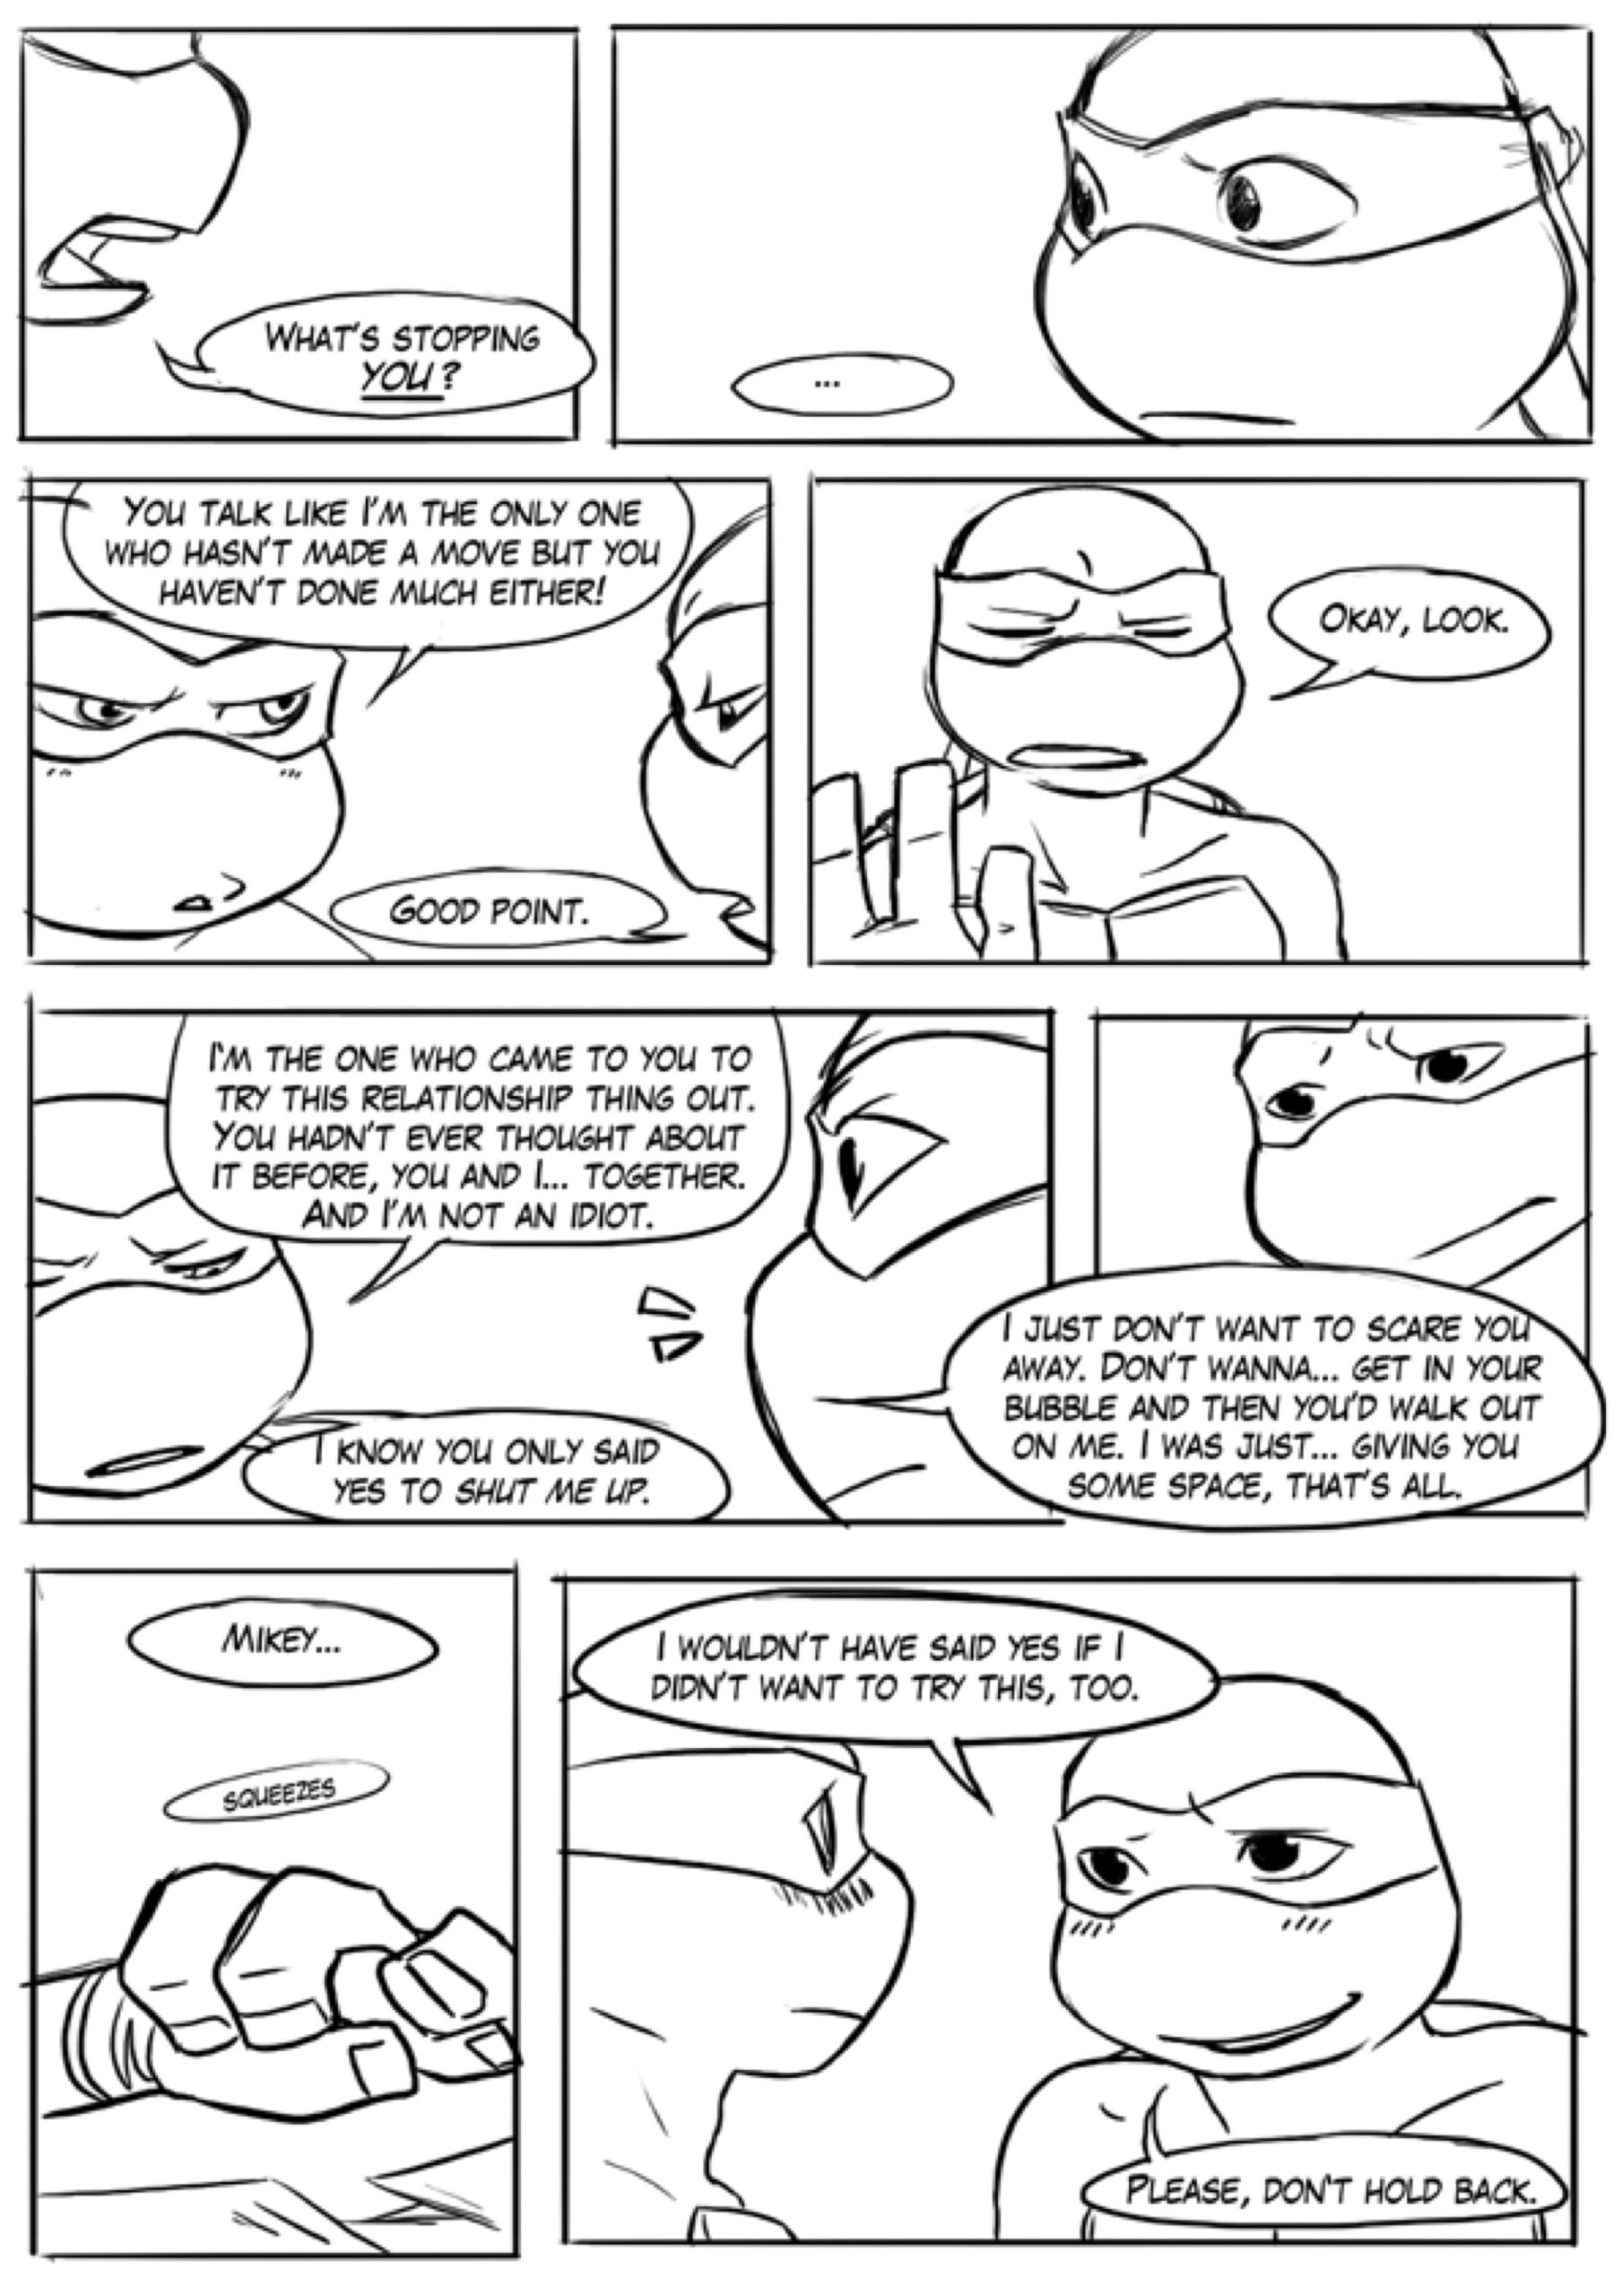 WHAT'S STOPPING
YOU?
...
YOU TALK LIKE I'M THE ONLY ONE
WHO HASN'T MADE A MOVE BUT YOU
HAVEN'T DONE MUCH EITHER!
GOOD POINT.
OKAY, LOOK.
I'M THE ONE WHO CAME TO YOU TO
TRY THIS RELATIONSHIP THING OUT.
YOU HADN'T EVER THOUGHT ABOUT
IT BEFORE, YOU AND I... TOGETHER.
AND I'M NOT AN IDIOT.
I KNOW YOU ONLY SAID
YES TO SHUT ME UP.
I JUST DON'T WANT TO SCARE YOU
AWAY. DON'T WANNA... GET IN YOUR
BUBBLE AND THEN YOU'D WALK OUT
ON ME. I WAS JUST... GIVING YOU
SOME SPACE, THAT'S ALL.
MIKEY...
SQUEEZES
I WOULDN'T HAVE SAID YES IF I
DIDN'T WANT TO TRY THIS, TOO.
PLEASE, DON'T HOLD BACK.